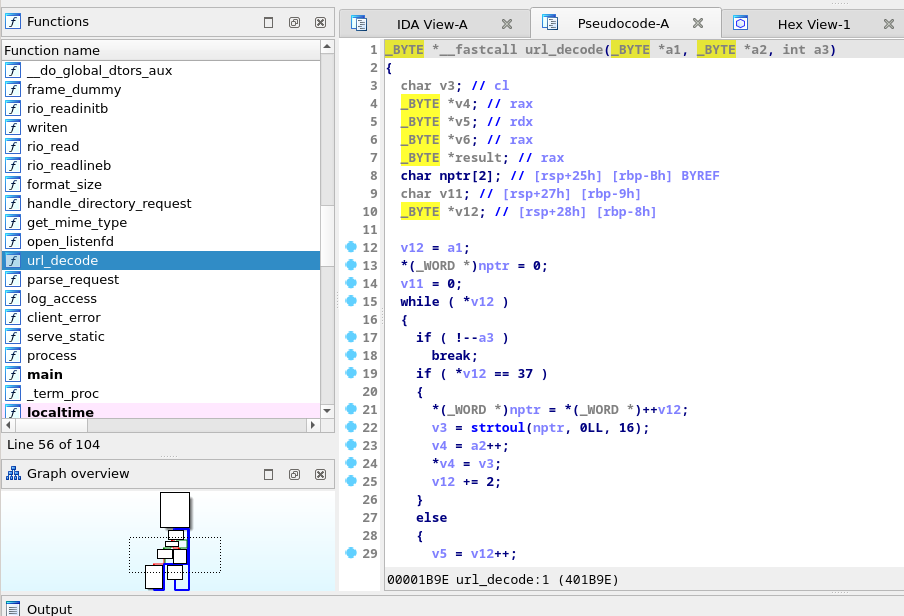 Functions
Function name
__do_global_dtors_aux
frame_dummy
rio_readinitb
writen
rio_read
rio_readlineb
format_size
handle_directory_request
get_mime_type
open_listenfd
url_decode
parse_request
log_access
client_error
serve_static
process
main
_term_proc
localtime
Line 56 of 104
Graph overview
IDA View-A
Pseudocode-A
Hex View-1
1 _BYTE *__fastcall url_decode(_BYTE *a1, _BYTE *a2, int a3)
2 {
3 char v3; // cl
4 _BYTE *v4; // rax
5 _BYTE *v5; // rdx
6 _BYTE *v6; // rax
7 _BYTE *result; // rax
8 char nptr[2]; // [rsp+25h] [rbp-Bh] BYREF
9 char v11; // [rsp+27h] [rbp-9h]
10 _BYTE *v12; // [rsp+28h] [rbp-8h]
11
12 v12 = a1;
13 *(_WORD *)nptr = 0;
14 v11 = 0;
15 while ( *v12 )
16 {
17 if ( !--a3 )
18 break;
19 if ( *v12 == 37 )
20 {
21 *(_WORD *)nptr = *(_WORD *)++v12;
22 v3 = strtoul(nptr, 0LL, 16);
23 v4 = a2++;
24 *v4 = v3;
25 v12 += 2;
26 }
27 else
28 {
29 v5 = v12++;
00001B9E url_decode:1 (401B9E)
Output